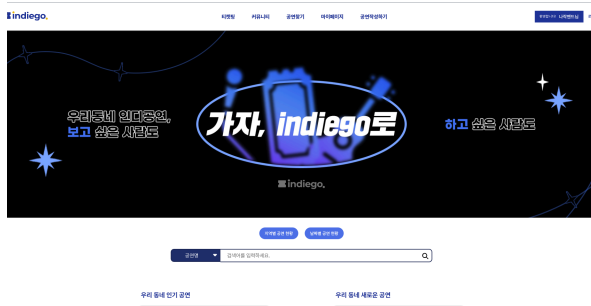 indiego.
티켓팅 커뮤니티 공연찾기 마이페이지 공연작성하기
우리동네 인디공연,
보고 싶은 사람도
가자, indiego로
하고 싶은 사람도
indiego.
지역별 공연 현황 날짜별 공연 현황
공연명 검색어를 입력하세요.
우리 동네 인기 공연 우리 동네 새로운 공연